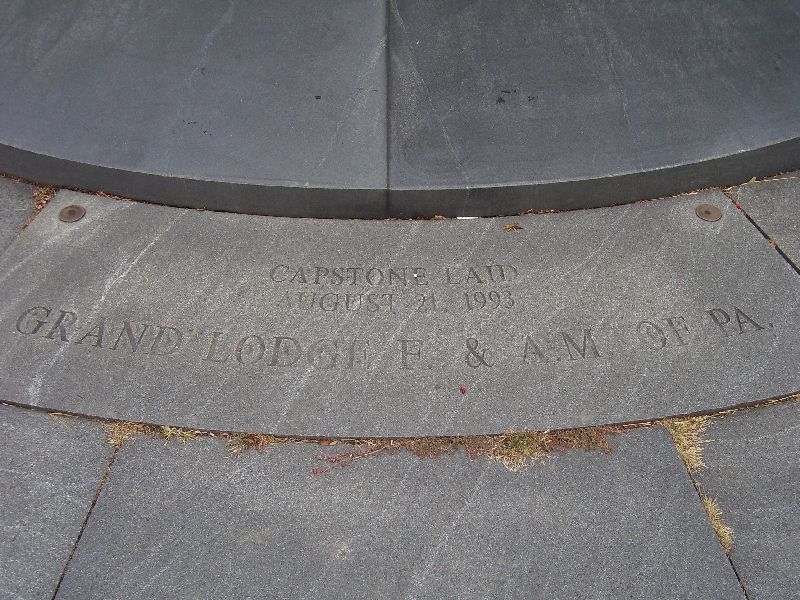 CAPSTONE LAID
AUGUST 21, 1993
GRAND LODGE F. & A.M. OF PA.